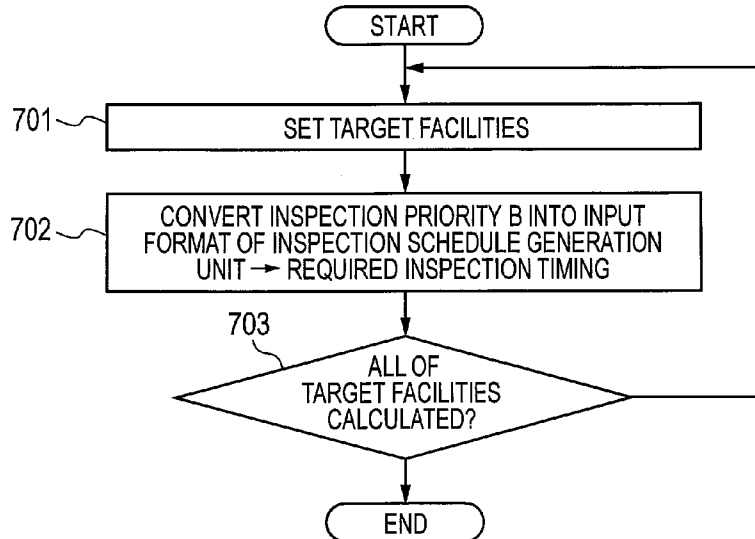 START
701
SET TARGET FACILITIES
702
CONVERT INSPECTION PRIORITY B INTO INPUT
FORMAT OF INSPECTION SCHEDULE GENERATION
UNIT → REQUIRED INSPECTION TIMING
703
ALL OF
TARGET FACILITIES
CALCULATED?
END